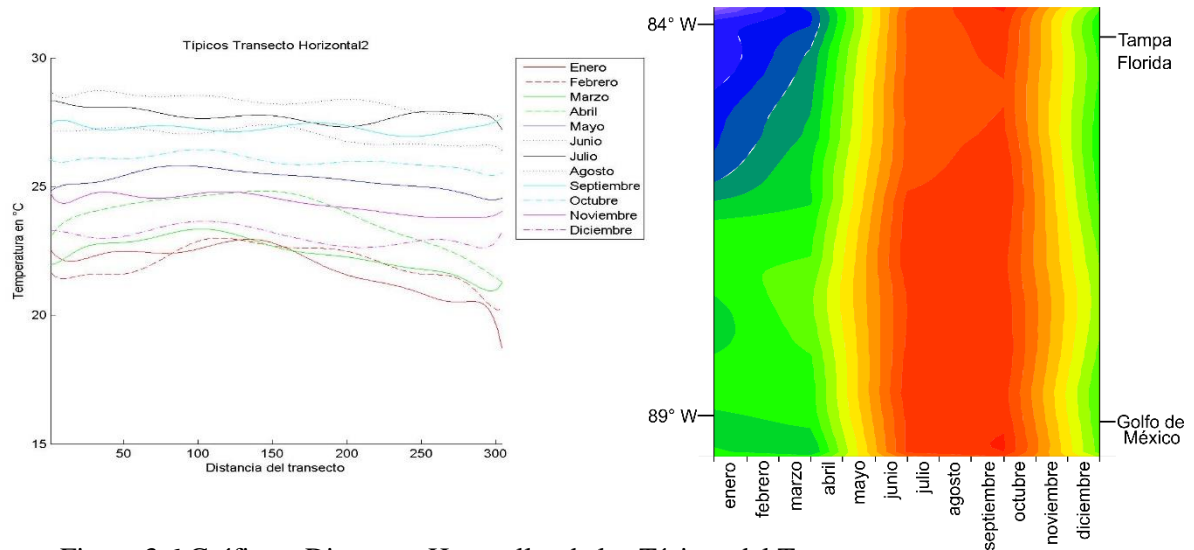 Típicos Transecto Horizontal2
30
25
20
15
Temperatura en °C
50
100
150
200
250
300
Distancia del transecto
Enero
Febrero
Marzo
Abril
Mayo
Junio
Julio
Agosto
Septiembre
Octubre
Noviembre
Diciembre
84° W
89° W
Tampa
Florida
Golfo de
México
enero
febrero
marzo
abril
mayo
junio
julio
agosto
septiembre
octubre
noviembre
diciembre